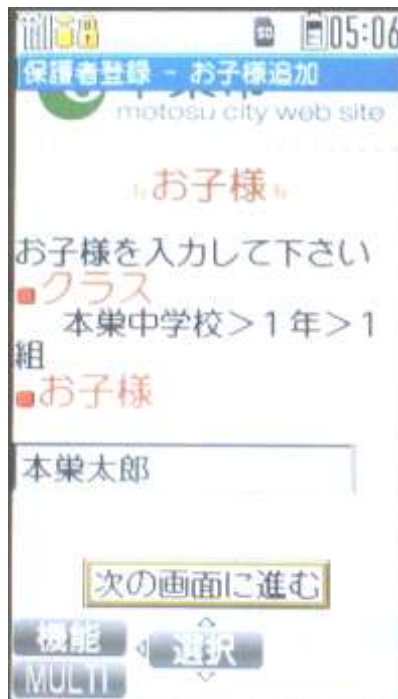 05:06
保護者登録 - お子様追加
motosu city web site
お子様
お子様を入力して下さい
■クラス
本巣中学校>1年>1
組
■お子様
本巣太郎
次の画面に進む
機能
選択
MULTI